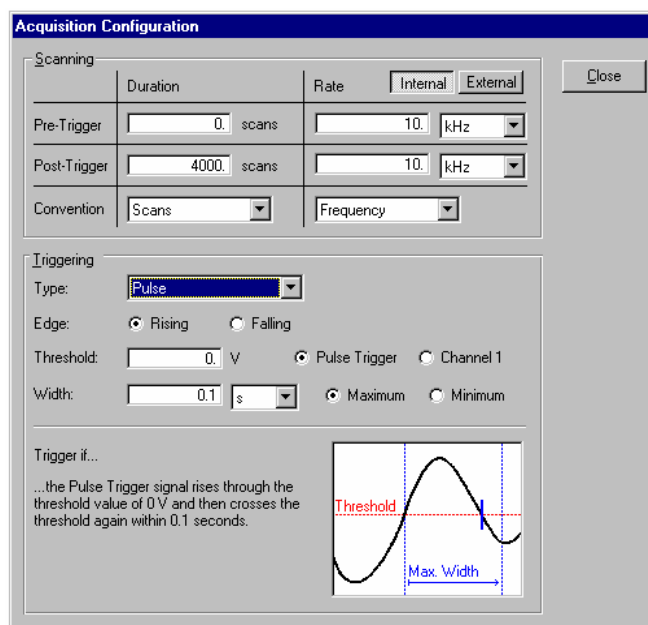 Acquisition Configuration
Scanning
Duration Rate Internal External
Close
Pre-Trigger 0. scans 10. kHz
Post-Trigger 4000. scans 10. kHz
Convention Scans Frequency
Triggering
Type: Pulse
Edge: Rising Falling
Threshold: 0. V Pulse Trigger Channel 1
Width: 0.1 s Maximum Minimum
Trigger if...
...the Pulse Trigger signal rises through the
threshold value of 0 V and then crosses the
threshold again within 0.1 seconds.
Threshold
Max. Width